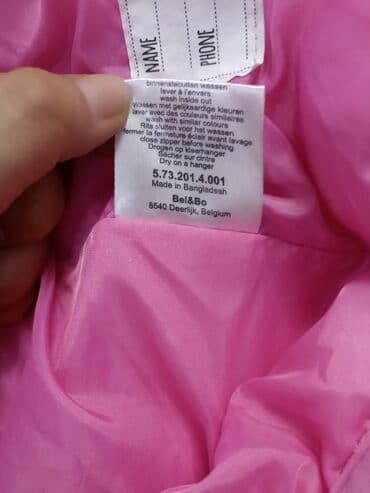 NAME
PHONE
binnenstebuiten wassen
laver à l'envers
wash inside out
wassen met gelijkaardige kleuren
laver avec des couleurs similaires
wash with similar colours
Rits sluiten voor het wassen
fermer la fermeture éclair avant lavage
close zipper before washing
Drogen op kleerhanger
Sécher sur cintre
Dry on a hanger
5.73.201.4.001
Made in Bangladesh
Bel&Bo
8540 Deerlijk, Belgium